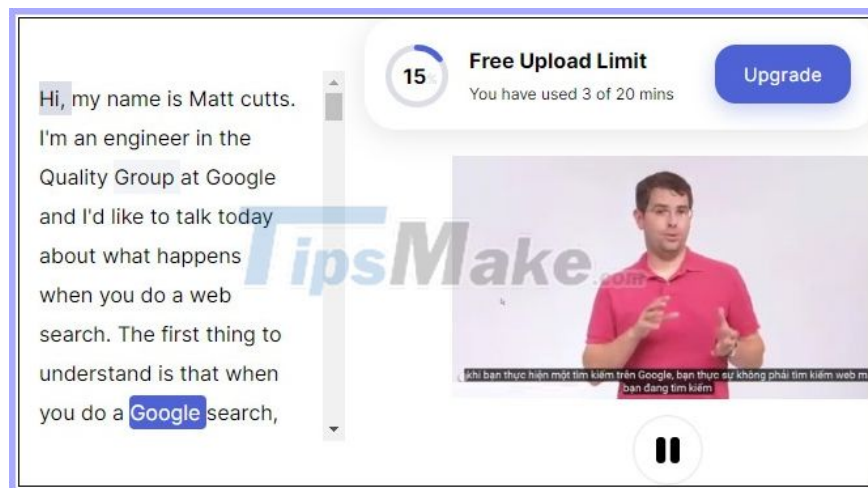 Hi, my name is Matt cutts.
I'm an engineer in the
Quality Group at Google
and I'd like to talk today
about what happens
when you do a web
search. The first thing to
understand is that when
you do a Google search,
15%
Free Upload Limit
You have used 3 of 20 mins
Upgrade
TipsMake.com
khi bạn thực hiện một tìm kiếm trên Google, bạn thực sự không phải tìm kiếm web m
bạn đang tìm kiếm